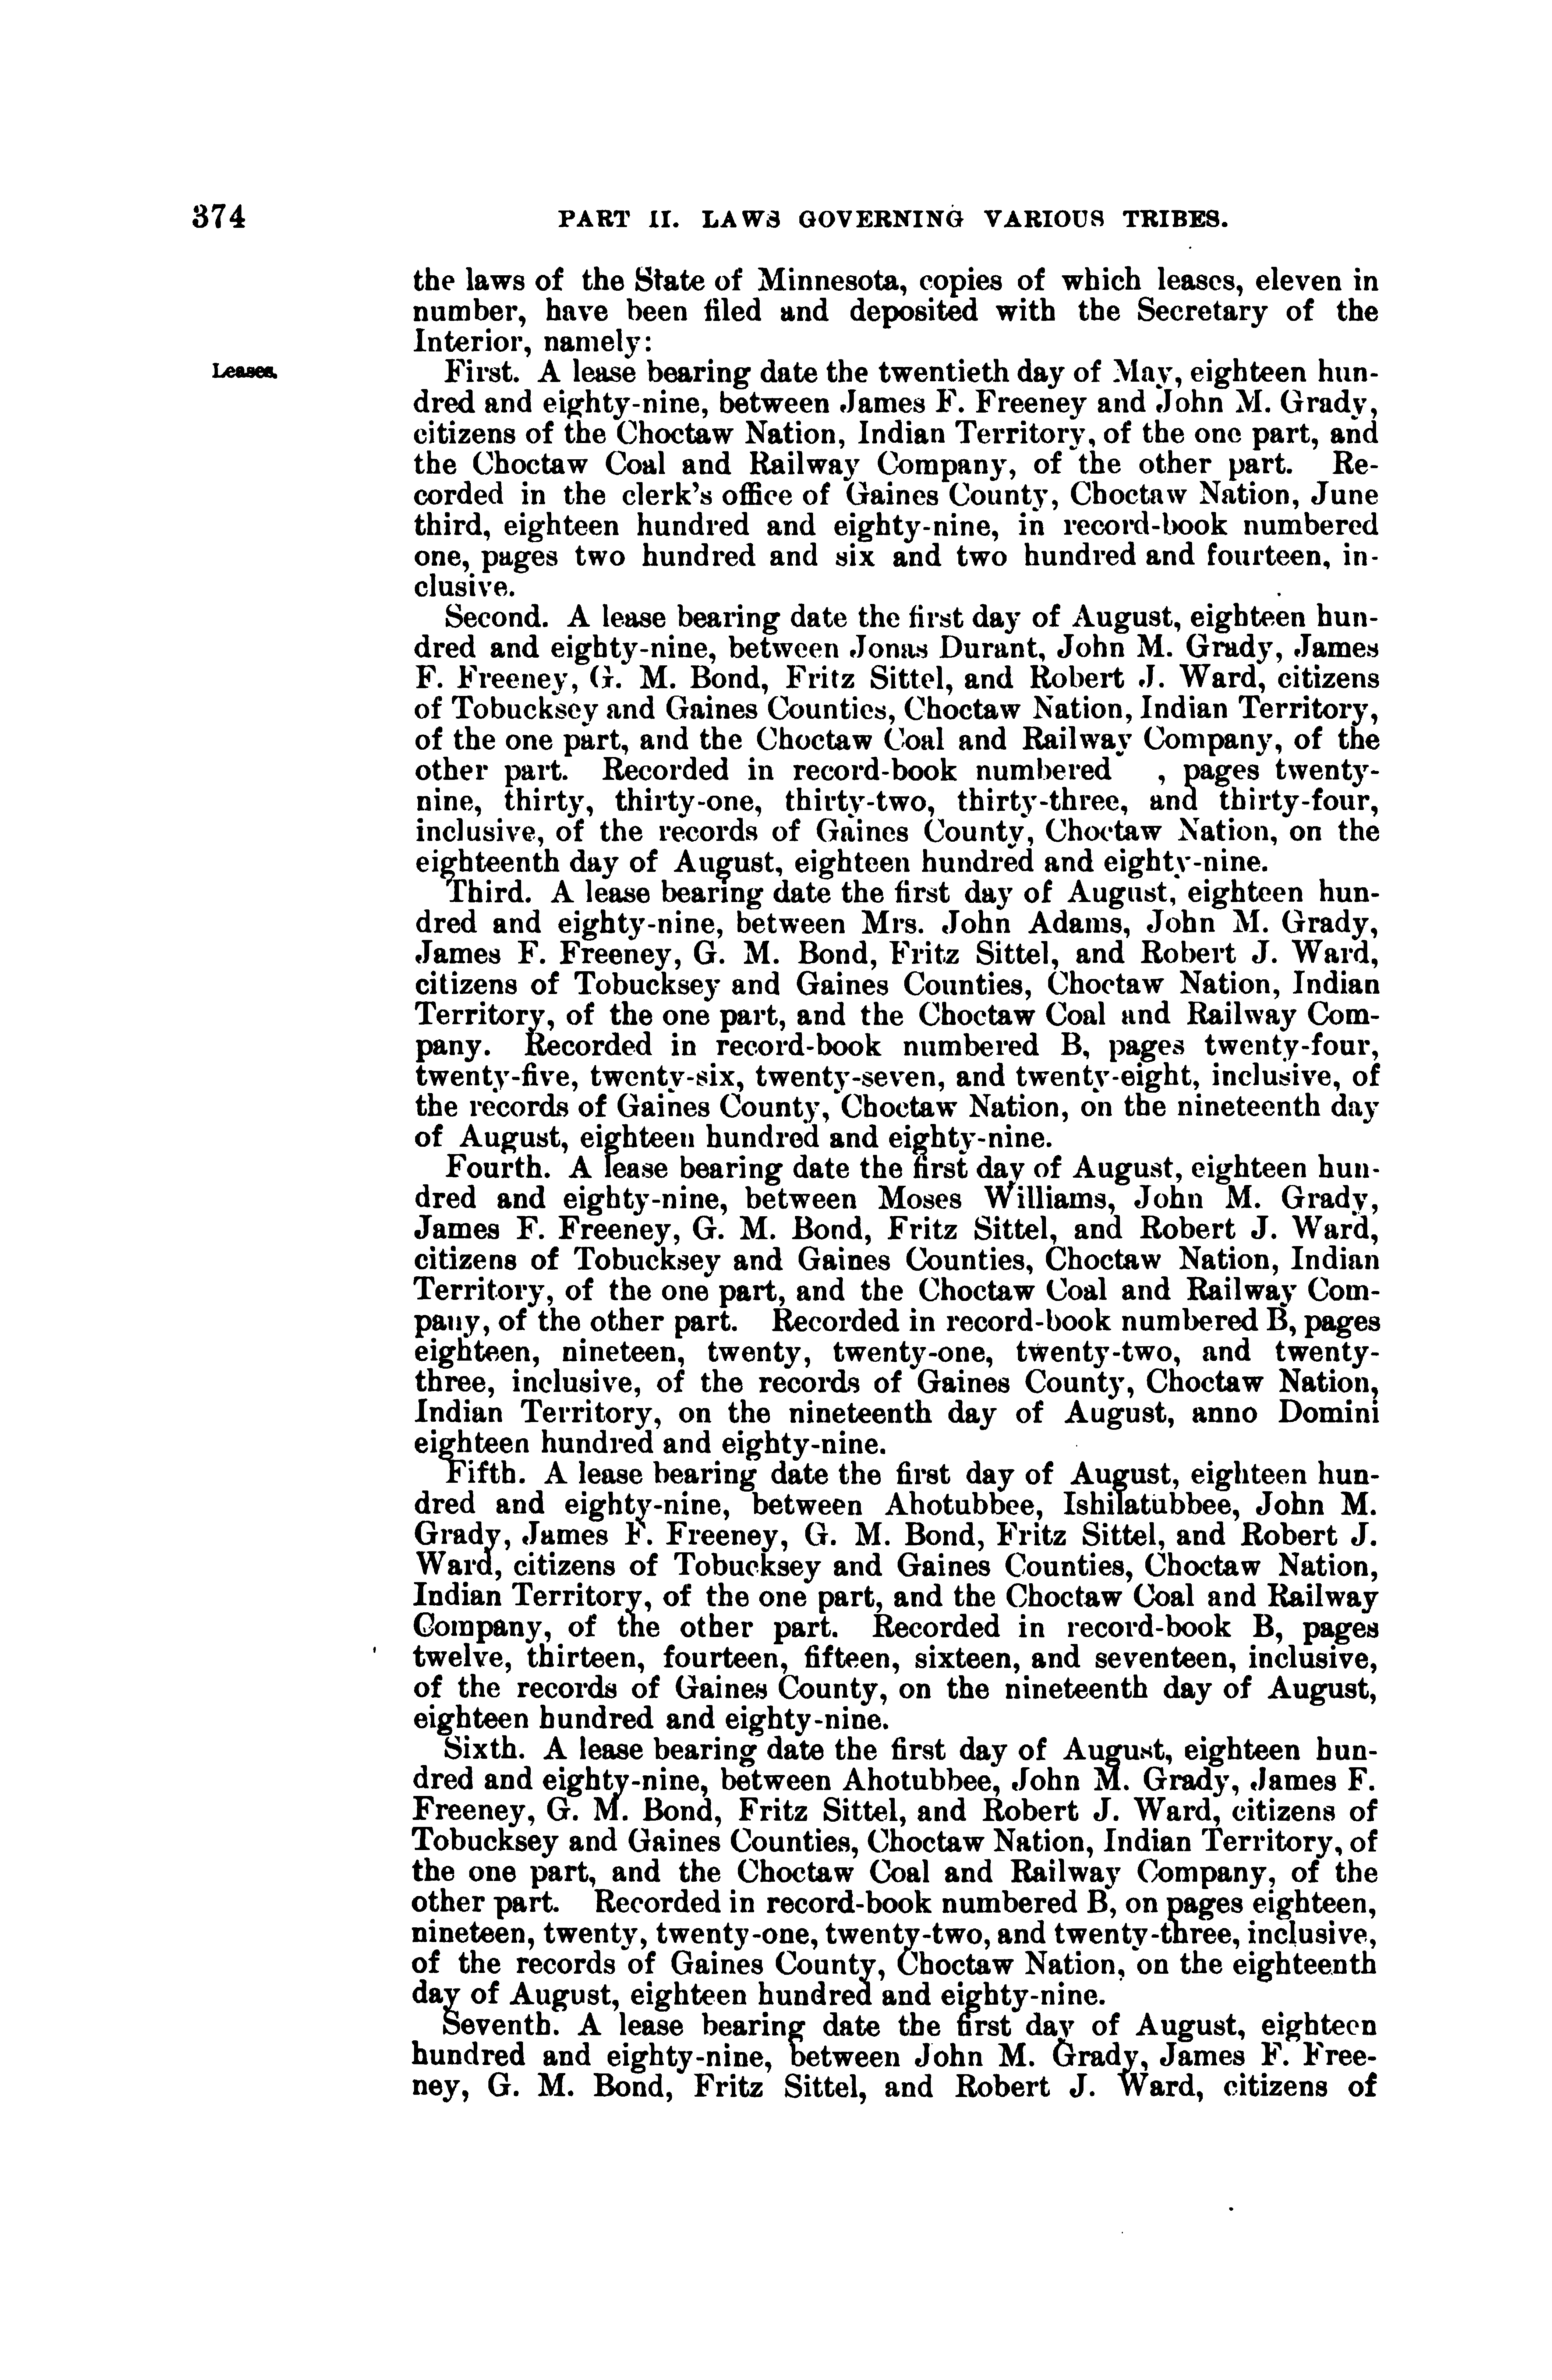 374
PART II. LAWS GOVERNING VARIOUS TRIBES.
the laws of the State of Minnesota, copies of which leases, eleven in
number, have been filed and deposited with the Secretary of the
Interior, namely:
Leases.
First. A lease bearing date the twentieth day of May, eighteen hun-
dred and eighty-nine, between James F. Freeney and John M. Grady,
citizens of the Choctaw Nation, Indian Territory, of the one part, and
the Choctaw Coal and Railway Company, of the other part. Re-
corded in the clerk's office of Gaines County, Choctaw Nation, June
third, eighteen hundred and eighty-nine, in record-book numbered
one, pages two hundred and six and two hundred and fourteen, in-
clusive.
Second. A lease bearing date the first day of August, eighteen hun-
dred and eighty-nine, between Jonas Durant, John M. Grady, James
F. Freeney, G. M. Bond, Fritz Sittel, and Robert J. Ward, citizens
of Tobucksey and Gaines Counties, Choctaw Nation, Indian Territory,
of the one part, and the Choctaw Coal and Railway Company, of the
other part. Recorded in record-book numbered , pages twenty-
nine, thirty, thirty-one, thirty-two, thirty-three, and thirty-four,
inclusive, of the records of Gaines County, Choctaw Nation, on the
eighteenth day of August, eighteen hundred and eighty-nine.
Third. A lease bearing date the first day of August, eighteen hun-
dred and eighty-nine, between Mrs. John Adams, John M. Grady,
James F. Freeney, G. M. Bond, Fritz Sittel, and Robert J. Ward,
citizens of Tobucksey and Gaines Counties, Choctaw Nation, Indian
Territory, of the one part, and the Choctaw Coal and Railway Com-
pany. Recorded in record-book numbered B, pages twenty-four,
twenty-five, twenty-six, twenty-seven, and twenty-eight, inclusive, of
the records of Gaines County, Choctaw Nation, on the nineteenth day
of August, eighteen hundred and eighty-nine.
Fourth. A lease bearing date the first day of August, eighteen hun-
dred and eighty-nine, between Moses Williams, John M. Grady,
James F. Freeney, G. M. Bond, Fritz Sittel, and Robert J. Ward,
citizens of Tobucksey and Gaines Counties, Choctaw Nation, Indian
Territory, of the one part, and the Choctaw Coal and Railway Com-
pany, of the other part. Recorded in record-book numbered B, pages
eighteen, nineteen, twenty, twenty-one, twenty-two, and twenty-
three, inclusive, of the records of Gaines County, Choctaw Nation,
Indian Territory, on the nineteenth day of August, anno Domini
eighteen hundred and eighty-nine.
Fifth. A lease bearing date the first day of August, eighteen hun-
dred and eighty-nine, between Ahotubbee, Ishilatubbee, John M.
Grady, James F. Freeney, G. M. Bond, Fritz Sittel, and Robert J.
Ward, citizens of Tobucksey and Gaines Counties, Choctaw Nation,
Indian Territory, of the one part, and the Choctaw Coal and Railway
Company, of the other part. Recorded in record-book B, pages
twelve, thirteen, fourteen, fifteen, sixteen, and seventeen, inclusive,
of the records of Gaines County, on the nineteenth day of August,
eighteen hundred and eighty-nine.
Sixth. A lease bearing date the first day of August, eighteen hun-
dred and eighty-nine, between Ahotubbee, John M. Grady, James F.
Freeney, G. M. Bond, Fritz Sittel, and Robert J. Ward, citizens of
Tobucksey and Gaines Counties, Choctaw Nation, Indian Territory, of
the one part, and the Choctaw Coal and Railway Company, of the
other part. Recorded in record-book numbered B, on pages eighteen,
nineteen, twenty, twenty-one, twenty-two, and twenty-three, inclusive,
of the records of Gaines County, Choctaw Nation, on the eighteenth
day of August, eighteen hundred and eighty-nine.
Seventh. A lease bearing date the first day of August, eighteen
hundred and eighty-nine, between John M. Grady, James F. Free-
ney, G. M. Bond, Fritz Sittel, and Robert J. Ward, citizens of